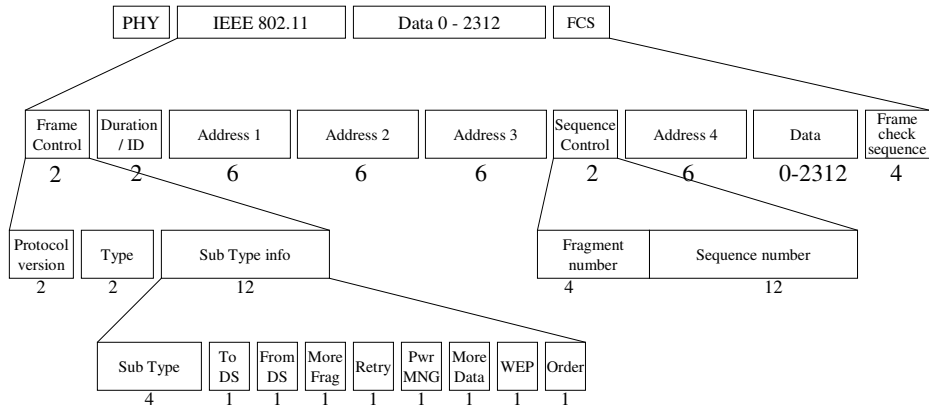 PHY
IEEE 802.11
Data 0 - 2312
FCS
Frame
Control
Duration
/ ID
Address 1
Address 2
Address 3
Sequence
Control
Address 4
Data
Frame
check
sequence
2
2
6
6
6
2
6
0-2312
4
Protocol
version
Type
Sub Type info
Fragment
number
Sequence number
2
2
12
4
12
Sub Type
To
DS
From
DS
More
Frag
Retry
Pwr
MNG
More
Data
WEP
Order
4
1
1
1
1
1
1
1
1